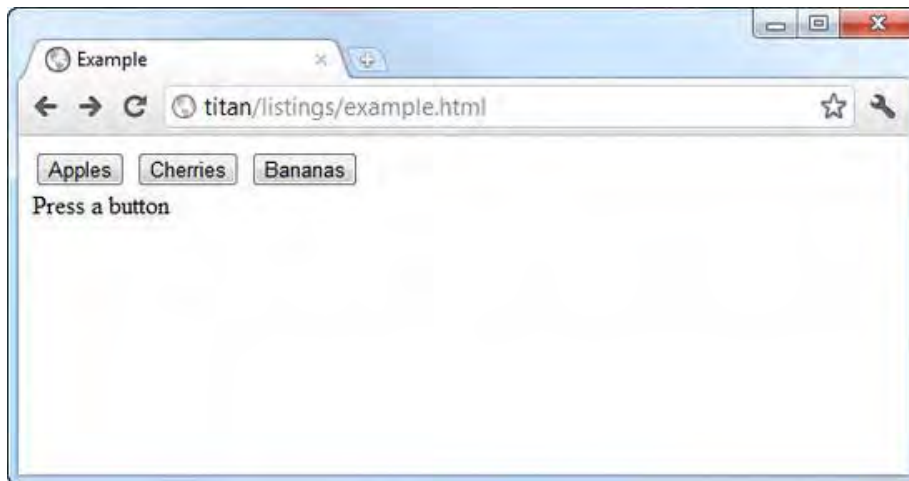 Example
titan/listings/example.html
Apples Cherries Bananas
Press a button